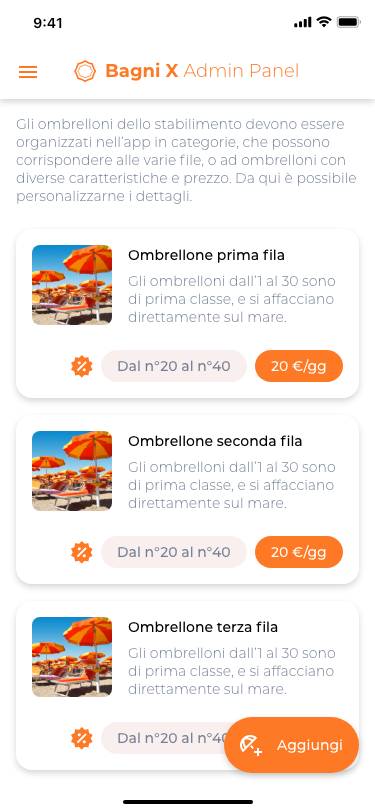 9:41
Bagni X Admin Panel
Gli ombrelloni dello stabilimento devono essere
organizzati nell'app in categorie, che possono
corrispondere alle varie file, o ad ombrelloni con
diverse caratteristiche e prezzo. Da qui è possibile
personalizzarne i dettagli.
Ombrellone prima fila
Gli ombrelloni dall'1 al 30 sono
di prima classe, e si affacciano
direttamente sul mare.
Dal n°20 al n°40
20 €/gg
Ombrellone seconda fila
Gli ombrelloni dall'1 al 30 sono
di prima classe, e si affacciano
direttamente sul mare.
Dal n°20 al n°40
20 €/gg
Ombrellone terza fila
Gli ombrelloni dall'1 al 30 sono
di prima classe, e si affacciano
direttamente sul mare.
Dal n°20 al
Aggiungi